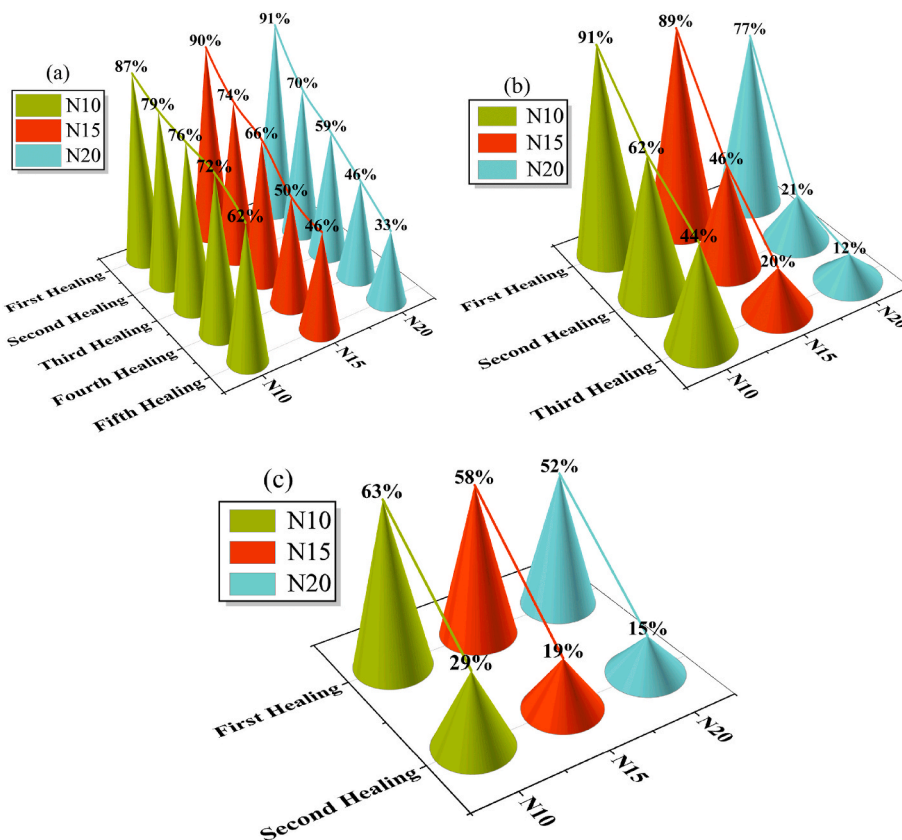 (a)
N10
N15
N20
87%
79%
76%
72%
62%
90%
74%
66%
50%
46%
91%
70%
59%
46%
33%
First Healing
Second Healing
Third Healing
Fourth Healing
Fifth Healing
N10
N15
N20
(b)
N10
N15
N20
91%
62%
44%
89%
46%
20%
77%
21%
12%
First Healing
Second Healing
Third Healing
N10
N15
N20
(c)
N10
N15
N20
63%
29%
58%
19%
52%
15%
First Healing
Second Healing
N10
N15
N20